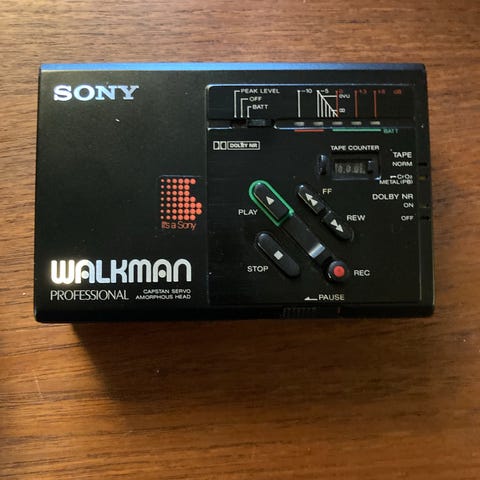 SONY
PEAK LEVEL
OFF
BATT
-10 -5 0 +3 +6 dB
BATT
DOLBY NR
TAPE COUNTER
TAPE
NORM
CrO2
METAL(PB)
DOLBY NR
ON
OFF
It's a Sony
PLAY
FF
REW
STOP
REC
WALKMAN
PROFESSIONAL
CAPSTAN SERVO
AMORPHOUS HEAD
PAUSE